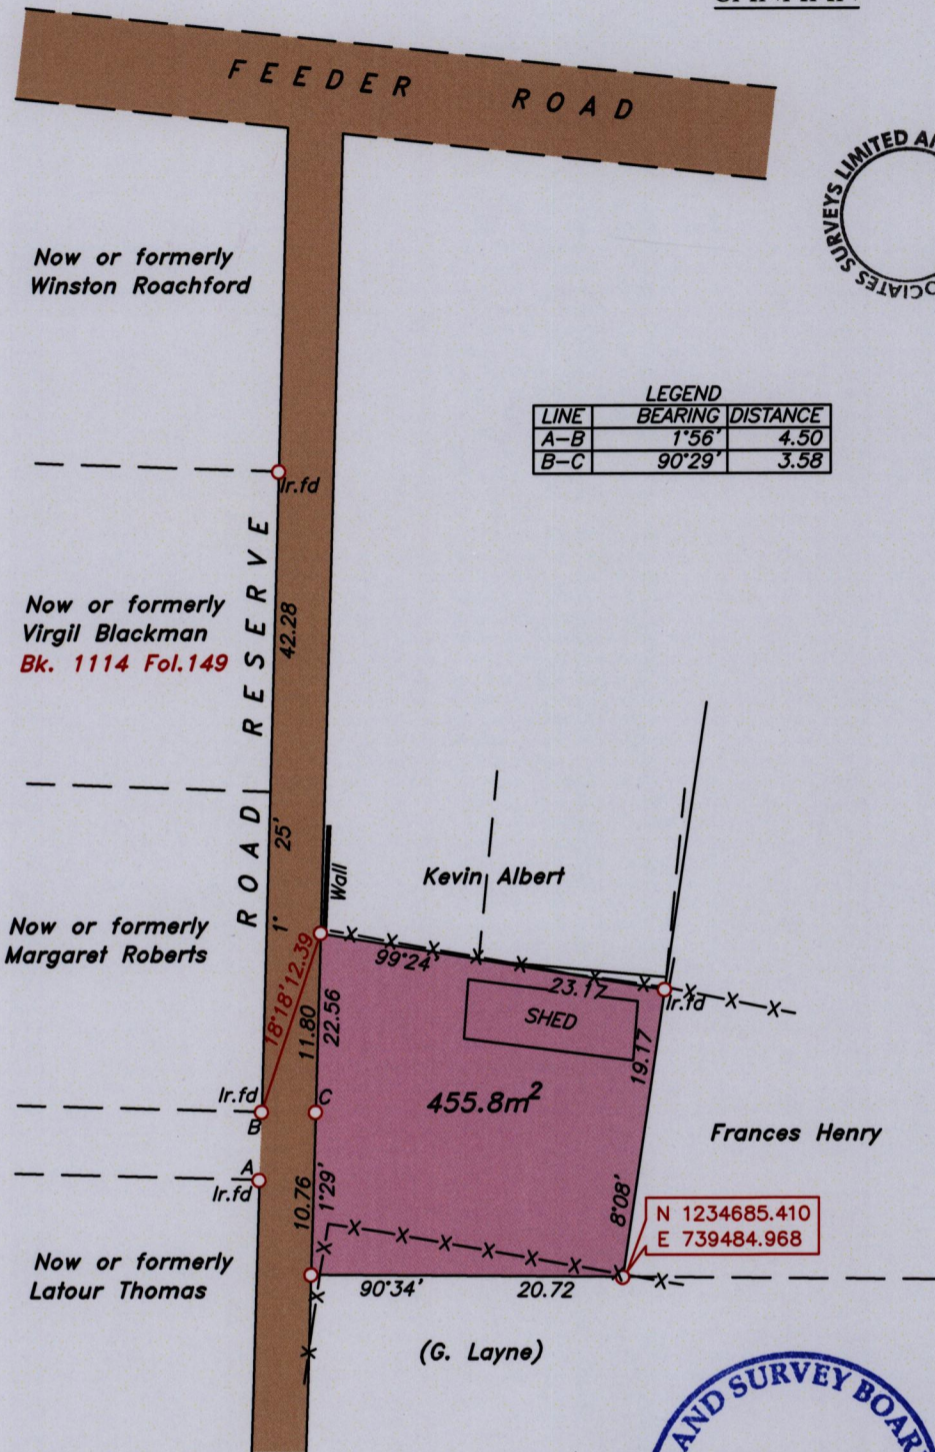 FEEDER ROAD
SURVEYS LIMITED
Now or formerly
Winston Roachford
LEGEND
LINE BEARING DISTANCE
A-B 1°56' 4.50
B-C 90°29' 3.58
Ir.fd
ROAD RESERVE
42.28
Now or formerly
Virgil Blackman
Bk. 1114 Fol.149
1° 25'
Wall
Kevin Albert
Now or formerly
Margaret Roberts
18°18' 12.39
99°24'
23.17
Ir.fd
SHED
11.80
22.56
19.17
455.8m²
Ir.fd
B
C
Frances Henry
A
Ir.fd
10.76
1°29'
8°08'
N 1234685.410
E 739484.968
Now or formerly
Latour Thomas
90°34'
20.72
(G. Layne)
SURVEY